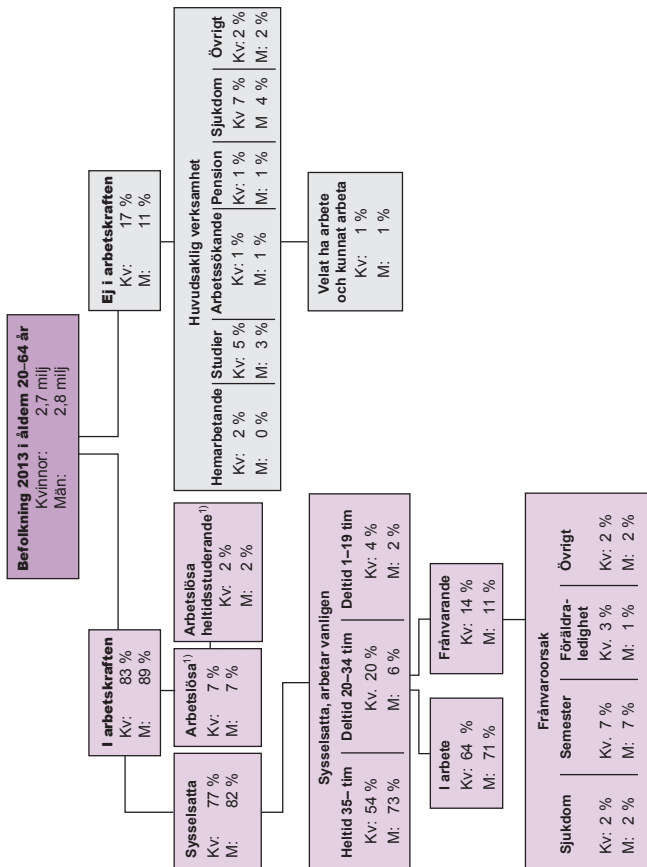 Befolkning 2013 i åldern 20–64 år
Kvinnor: 2,7 milj
Män: 2,8 milj
I arbetskraften
Kv: 83 %
M: 89 %
Ej i arbetskraften
Kv: 17 %
M: 11 %
Sysselsatta
Kv: 77 %
M: 82 %
Arbetslösa1)
Kv: 7 %
M: 7 %
Arbetslösa
heltidsstuderande1)
Kv: 2 %
M: 2 %
Huvudsaklig verksamhet
Hemarbetande Studier Arbetssökande Pension Sjukdom Övrigt
Kv: 2 % Kv: 5 % Kv: 1 % Kv: 1 % Kv 7 % Kv: 2 %
M: 0 % M: 3 % M: 1 % M: 1 % M 4 % M: 2 %
Velat ha arbete
och kunnat arbeta
Kv: 1 %
M: 1 %
Sysselsatta, arbetar vanligen
Heltid 35– tim Deltid 20–34 tim Deltid 1–19 tim
Kv: 54 % Kv. 20 % Kv: 4 %
M: 73 % M: 6 % M: 2 %
I arbete
Kv: 64 %
M: 71 %
Frånvarande
Kv: 14 %
M: 11 %
Frånvaroorsak
Sjukdom Semester Föräldra-
ledighet Övrigt
Kv: 2 % Kv. 7 % Kv. 3 % Kv: 2 %
M: 2 % M: 7 % M: 1 % M: 2 %